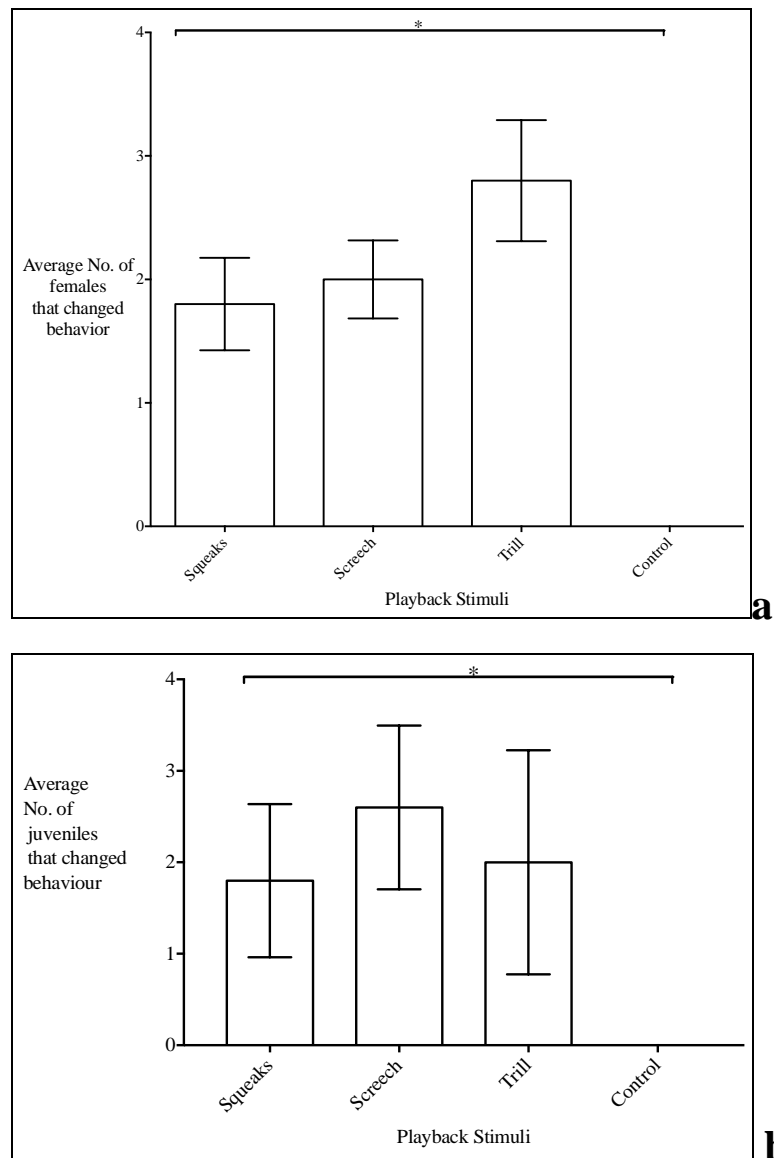 *
4
3
Average No. of
females
that changed
behavior
2
1
0
Squeaks
Screech
Trill
Control
Playback Stimuli
a
*
4
3
Average
No. of
juveniles
that changed
behaviour
2
1
0
Squeaks
Screech
Trill
Control
Playback Stimuli